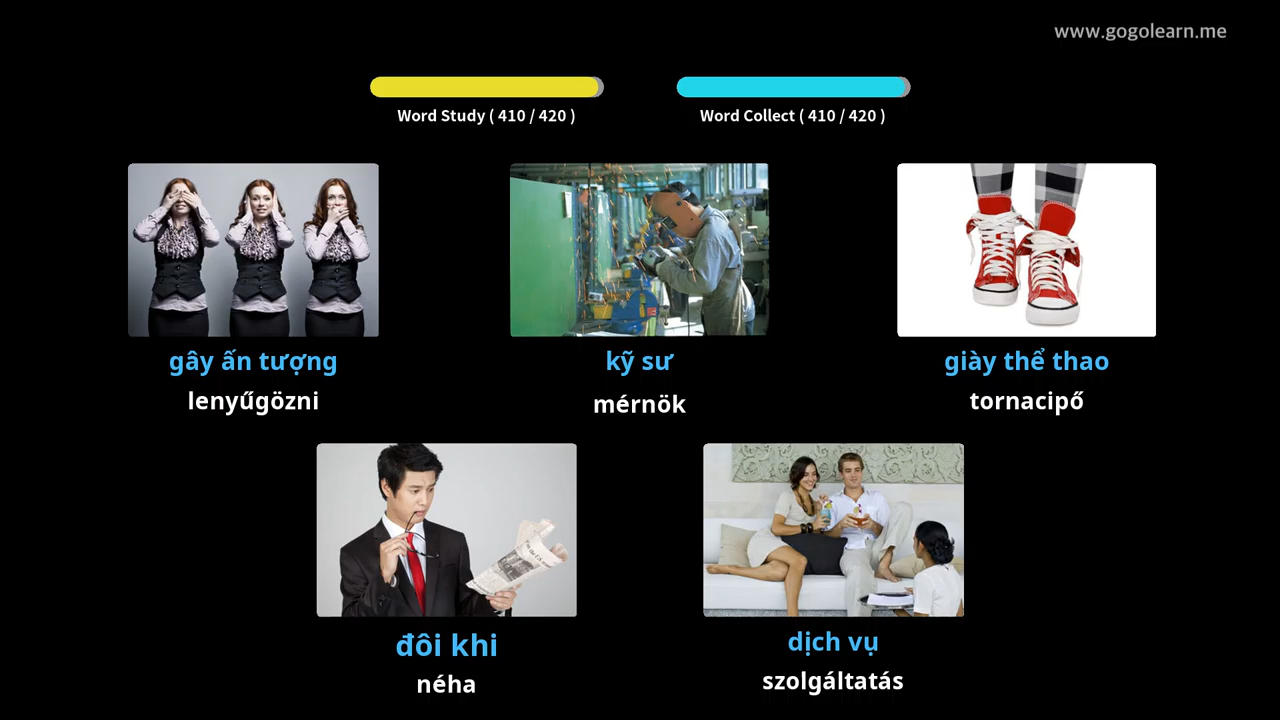 www.gogolearn.me
Word Study ( 410 / 420 )
Word Collect ( 410 / 420 )
gây ấn tượng
kỹ sư
giày thể thao
lenyűgözni
mérnök
tornacipő
đôi khi
dịch vụ
néha
szolgáltatás